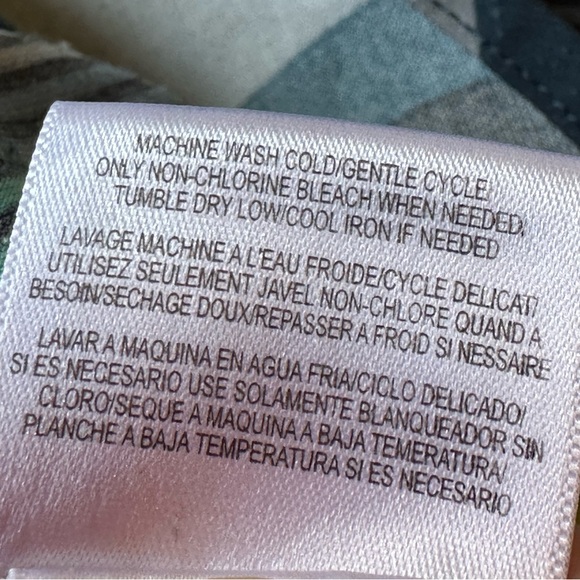 MACHINE WASH COLD/GENTLE CYCLE/
ONLY NON-CHLORINE BLEACH WHEN NEEDED,
TUMBLE DRY LOW/COOL IRON IF NEEDED
LAVAGE MACHINE A L'EAU FROIDE/CYCLE DELICAT/
UTILISEZ SEULEMENT JAVEL NON-CHLORE QUAND A
BESOIN/SECHAGE DOUX/REPASSER A FROID SI NESSAIRE
LAVAR A MAQUINA EN AGUA FRIA/CICLO DELICADO/
SI ES NECESARIO USE SOLAMENTE BLANQUEADOR SIN
CLORO/SEQUE A MAQUINA A BAJA TEMERATURA/
PLANCHE A BAJA TEMPERATURA SI ES NECESARIO